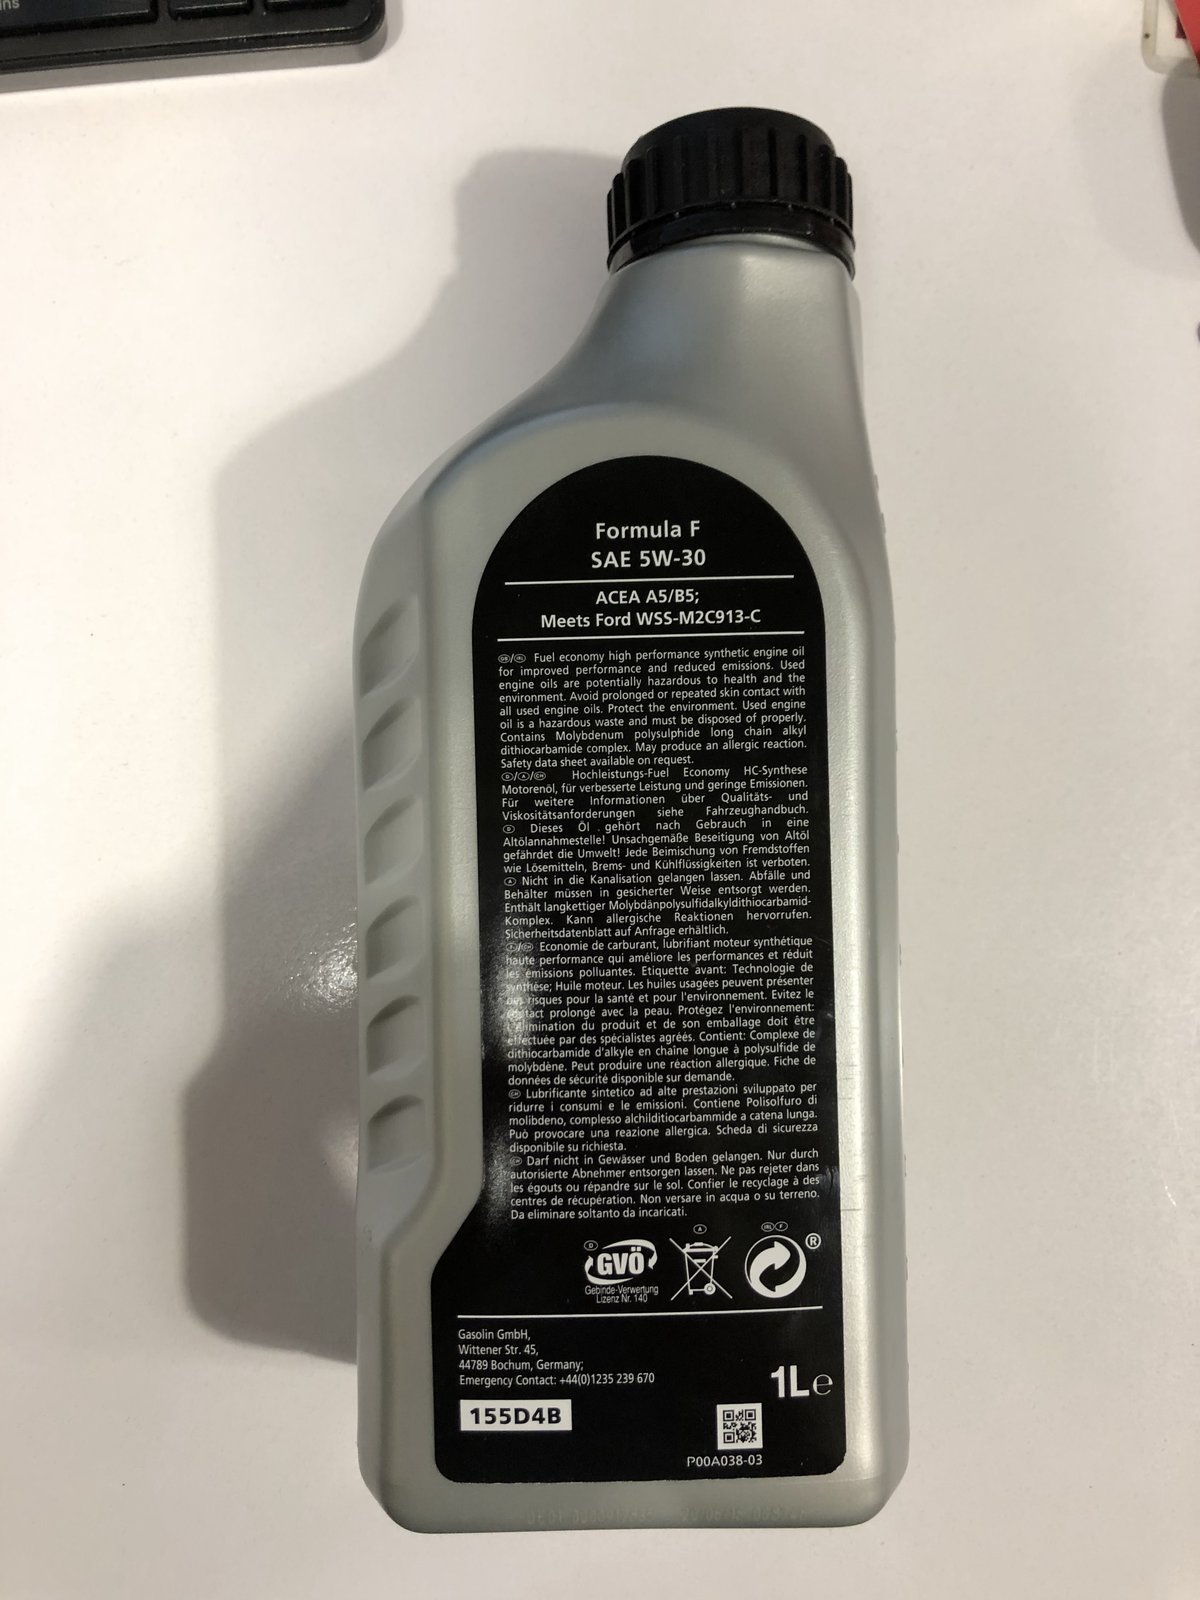 ns
Formula F
SAE 5W-30
ACEA A5/B5;
Meets Ford WSS-M2C913-C
GB/IRL Fuel economy high performance synthetic engine oil
for improved performance and reduced emissions. Used
engine oils are potentially hazardous to health and the
environment. Avoid prolonged or repeated skin contact with
all used engine oils. Protect the environment. Used engine
oil is a hazardous waste and must be disposed of properly.
Contains Molybdenum polysulphide long chain alkyl
dithiocarbamide complex. May produce an allergic reaction.
Safety data sheet available on request.
D/A/CH Hochleistungs-Fuel Economy HC-Synthese
Motorenöl, für verbesserte Leistung und geringe Emissionen.
Für weitere Informationen über Qualitäts- und
Viskositätsanforderungen siehe Fahrzeughandbuch.
D Dieses Öl gehört nach Gebrauch in eine
Altölannahmestelle! Unsachgemäße Beseitigung von Altöl
gefährdet die Umwelt! Jede Beimischung von Fremdstoffen
wie Lösemitteln, Brems- und Kühlflüssigkeiten ist verboten.
A Nicht in die Kanalisation gelangen lassen. Abfälle und
Behälter müssen in gesicherter Weise entsorgt werden.
Enthält langkettiger Molybdänpolysulfidalkyldithiocarbamid-
Komplex. Kann allergische Reaktionen hervorrufen.
Sicherheitsdatenblatt auf Anfrage erhältlich.
F/CH Economie de carburant, lubrifiant moteur synthétique
haute performance qui améliore les performances et réduit
les émissions polluantes. Etiquette avant: Technologie de
synthèse; Huile moteur. Les huiles usagées peuvent présenter
des risques pour la santé et pour l'environnement. Evitez le
contact prolongé avec la peau. Protégez l'environnement:
l'élimination du produit et de son emballage doit être
effectuée par des spécialistes agréés. Contient: Complexe de
dithiocarbamide d'alkyle en chaîne longue à polysulfide de
molybdène. Peut produire une réaction allergique. Fiche de
données de sécurité disponible sur demande.
CH Lubrificante sintetico ad alte prestazioni sviluppato per
ridurre i consumi e le emissioni. Contiene Polisolfuro di
molibdeno, complesso alchilditiocarbammide a catena lunga.
Può provocare una reazione allergica. Scheda di sicurezza
disponibile su richiesta.
CH Darf nicht in Gewässer und Boden gelangen. Nur durch
autorisierte Abnehmer entsorgen lassen. Ne pas rejeter dans
les égouts ou répandre sur le sol. Confier le recyclage à des
centres de récupération. Non versare in acqua o su terreno.
Da eliminare soltanto da incaricati.
D A IRL F
GVÖ ®
Gebinde-Verwertung
Lizenz Nr. 140
Gasolin GmbH,
Wittener Str. 45,
44789 Bochum, Germany;
Emergency Contact: +44(0)1235 239 670
1L e
155D4B
P00A038-03